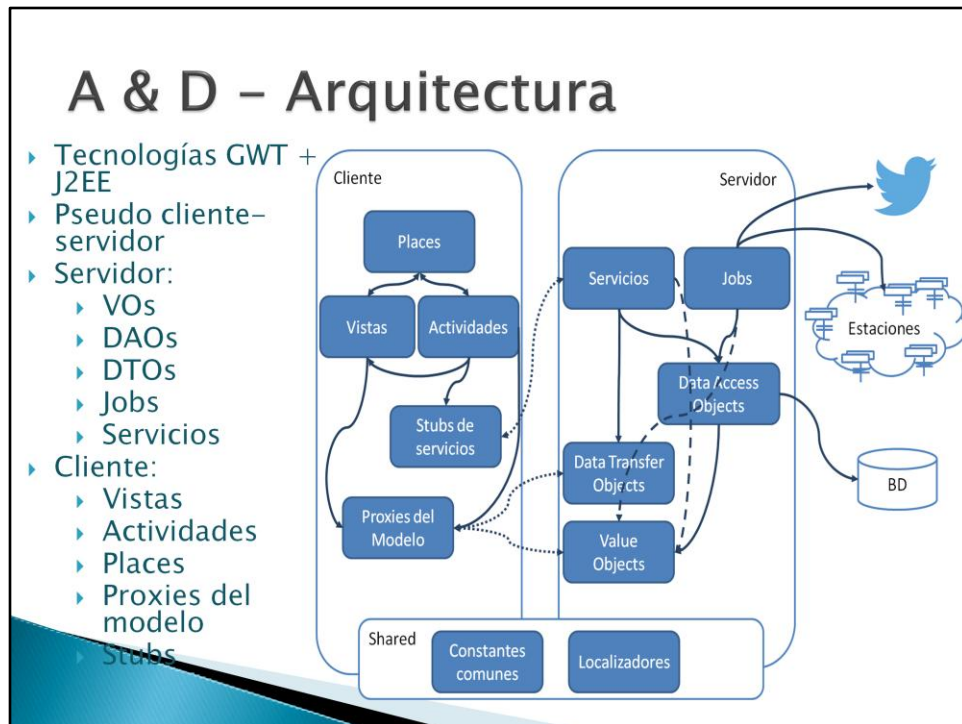 A & D – Arquitectura
Tecnologías GWT +
J2EE
Pseudo cliente-
servidor
Servidor:
VOs
DAOs
DTOs
Jobs
Servicios
Cliente:
Vistas
Actividades
Places
Proxies del
modelo
Stubs
Cliente
Places
Vistas
Actividades
Stubs de
servicios
Proxies del
Modelo
Servidor
Servicios
Jobs
Data Access
Objects
Data Transfer
Objects
Value
Objects
Estaciones
BD
Shared
Constantes
comunes
Localizadores